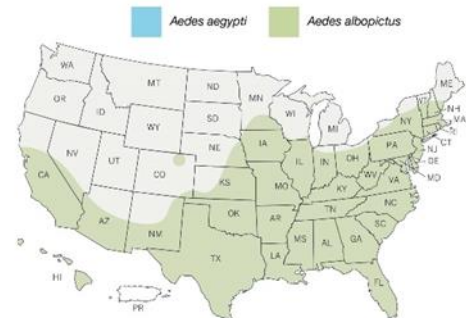 Aedes aegypti Aedes albopictus
WA MT ND MN ME
OR ID SD WI VT NH
WY MI NY MA
RI
NV UT NE IA PA CT
CO IL IN OH NJ
CA KS MO WV DE
KY VA MD
AZ NM OK AR TN NC
SC
TX LA MS AL GA
HI FL
PR